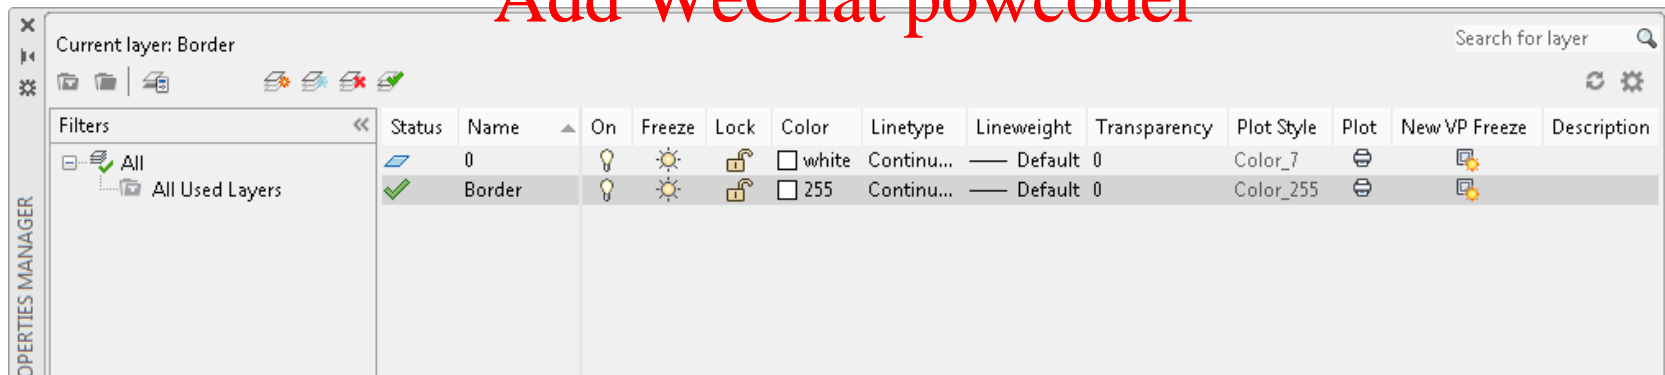 Add WeChat powcoder
Current layer: Border
Search for layer
Filters
Status Name On Freeze Lock Color Linetype Lineweight Transparency Plot Style Plot New VP Freeze Description
All
0 white Continu... Default 0 Color_7
All Used Layers
Border 255 Continu... Default 0 Color_255
OPERTIES MANAGER